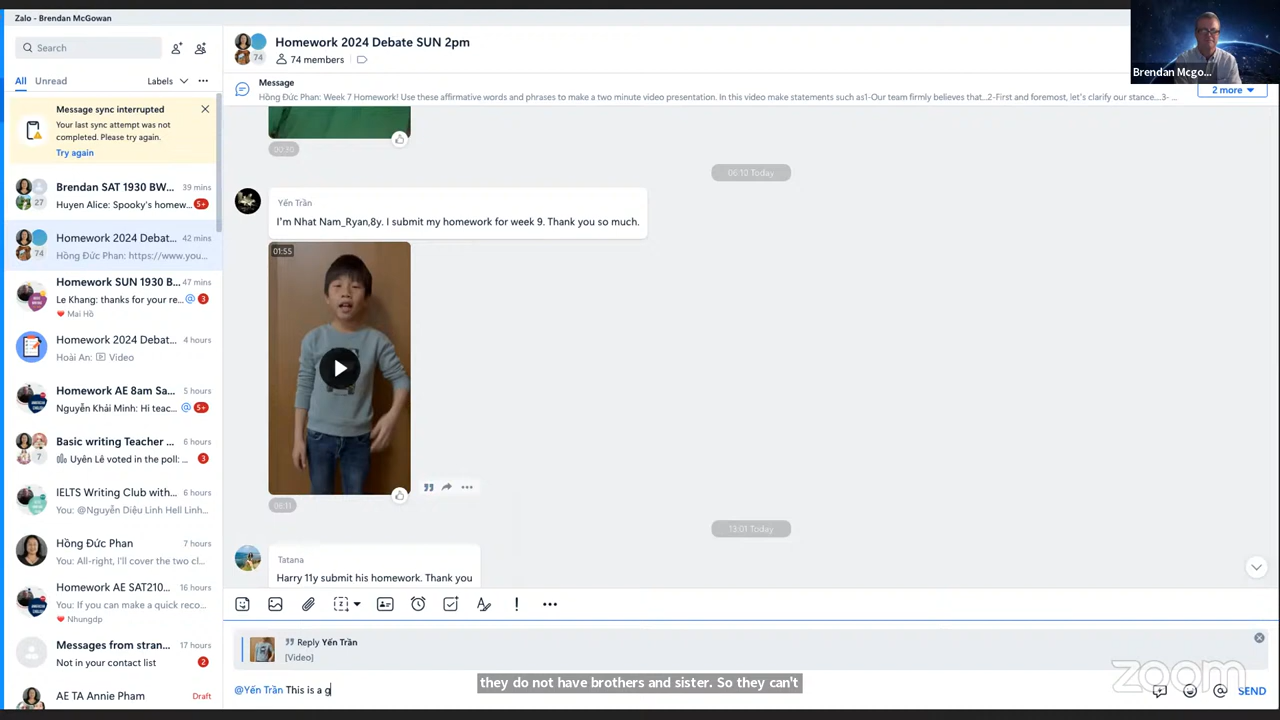 Zalo - Brendan McGowan
Search
All Unread Labels
Message sync interrupted
Your last sync attempt was not
completed. Please try again.
Try again
Brendan SAT 1930 BW... 39 mins
27 Huyen Alice: Spooky's homew... 5+
Homework 2024 Debat... 42 mins
74 Hồng Đức Phan: https://www.you...
Homework SUN 1930 B... 47 mins
Le Khang: thanks for your re... @ 3
Mai Hồ
Homework 2024 Debat... 4 hours
Hoài An: Video
Homework AE 8am Sa... 5 hours
Nguyễn Khải Minh: Hi teac... @ 5+
Basic writing Teacher ... 6 hours
7 Uyên Lê voted in the poll: ... 3
IELTS Writing Club with... 6 hours
You: @Nguyễn Diệu Linh Hell Linh...
Hồng Đức Phan 7 hours
You: All-right, I'll cover the two cl...
Homework AE SAT210... 16 hours
You: If you can make a quick reco...
Nhungdp
Messages from stran... 17 hours
Not in your contact list 2
AE TA Annie Pham Draft
Homework 2024 Debate SUN 2pm
74 74 members
Message
Hồng Đức Phan: Week 7 Homework! Use these affirmative words and phrases to make a two minute video presentation. In this video make statements such as1-Our team firmly believes that...2-First and foremost, let's clarify our stance....3- ...
2 more
Brendan Mcgo...
00:30
06:10 Today
Yến Trần
I'm Nhat Nam_Ryan,8y. I submit my homework for week 9. Thank you so much.
01:55
06:11
13:01 Today
Tatana
Harry 11y submit his homework. Thank you
Reply Yến Trần
[Video]
@Yến Trần This is a g
they do not have brothers and sister. So they can't
zoom
SEND